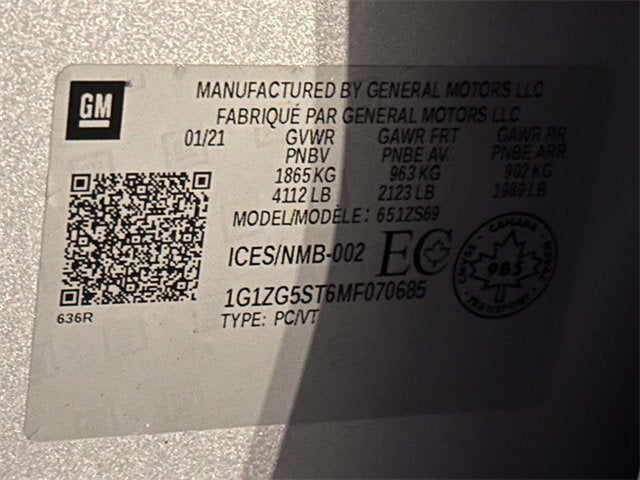 GM
MANUFACTURED BY GENERAL MOTORS LLC
FABRIQUÉ PAR GENERAL MOTORS LLC
01/21 GVWR GAWR FRT GAWR RR
PNBV PNBE AV. PNBE ARR.
1865 KG 963 KG 902 KG
4112 LB 2123 LB 1989 LB
MODEL/MODÈLE: 651ZS69
ICES/NMB-002 EC
CANADA
CMVSS 985 NSVAC
1G1ZG5ST6MF070685
636R
TYPE: PC/VT